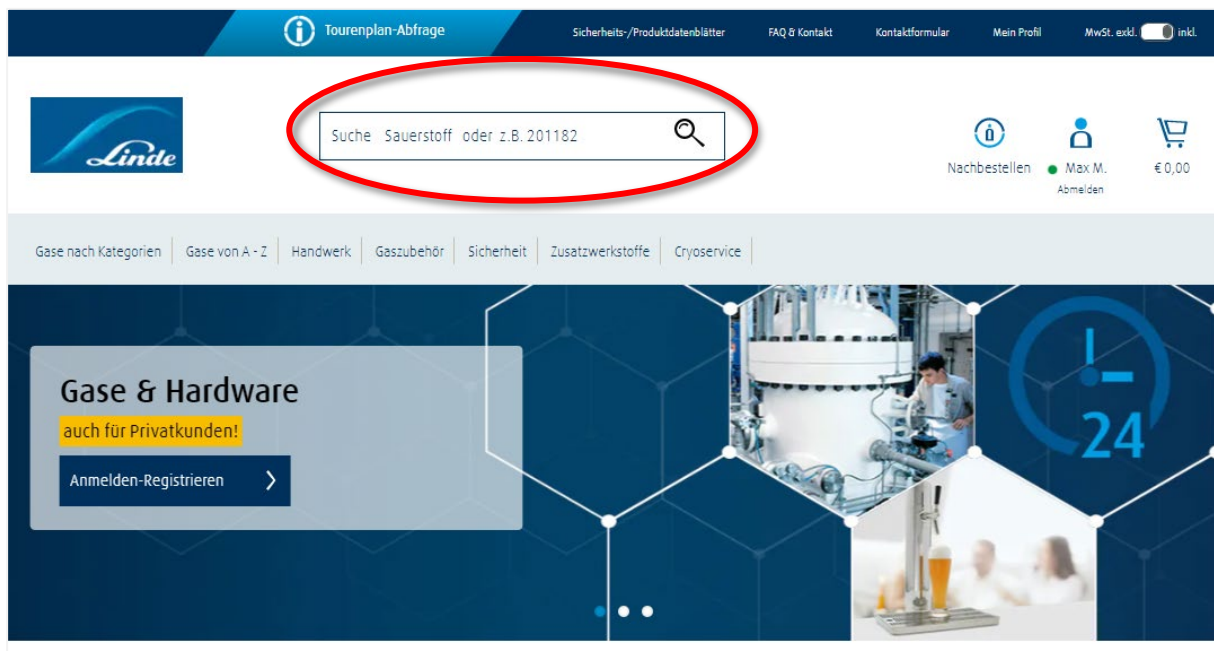 Tourenplan-Abfrage
Sicherheits-/Produktdatenblätter
FAQ & Kontakt
Kontaktformular
Mein Profil
MwSt. exkl. inkl.
Linde
Suche Sauerstoff oder z.B. 201182
Nachbestellen
Max M.
Abmelden
€ 0,00
Gase nach Kategorien
Gase von A - Z
Handwerk
Gaszubehör
Sicherheit
Zusatzwerkstoffe
Cryoservice
Gase & Hardware
auch für Privatkunden!
Anmelden-Registrieren
24